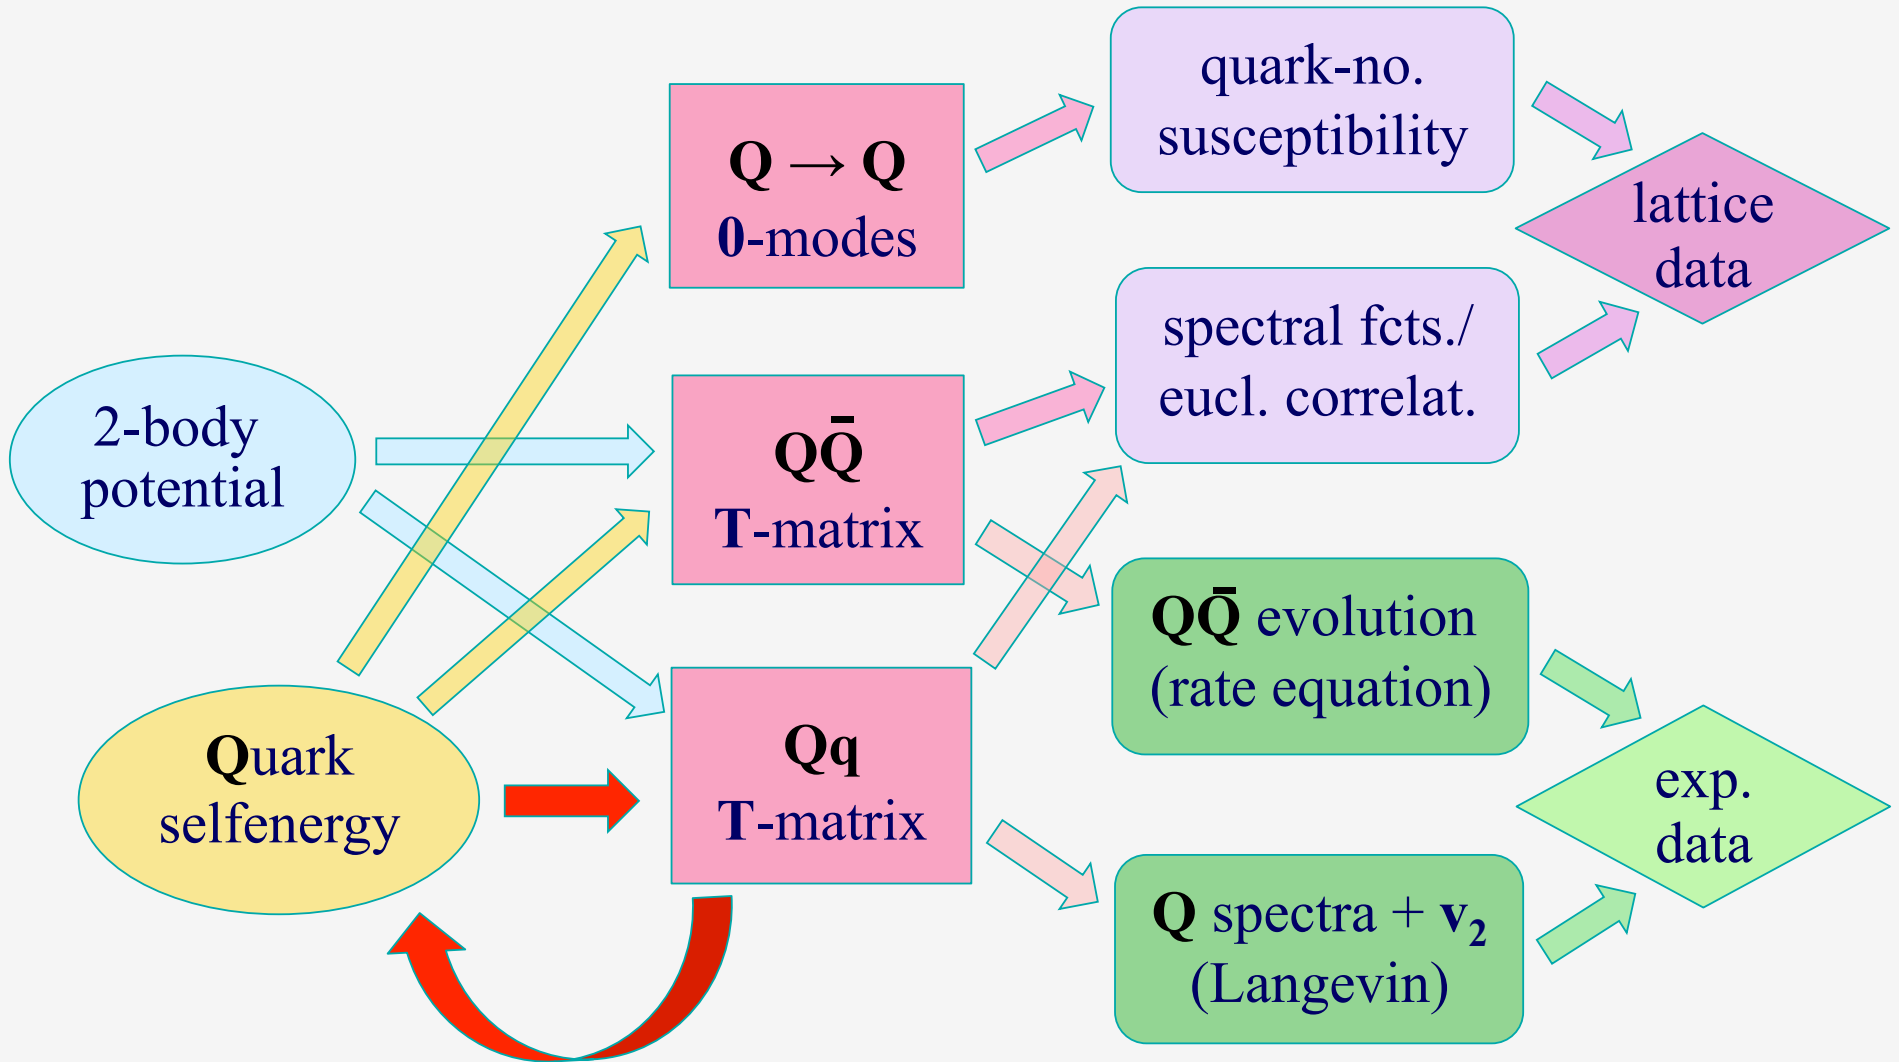 2-body
potential
Quark
selfenergy
Q → Q
0-modes
QQ̄
T-matrix
Qq
T-matrix
quark-no.
susceptibility
spectral fcts./
eucl. correlat.
QQ̄ evolution
(rate equation)
Q spectra + v₂
(Langevin)
lattice
data
exp.
data